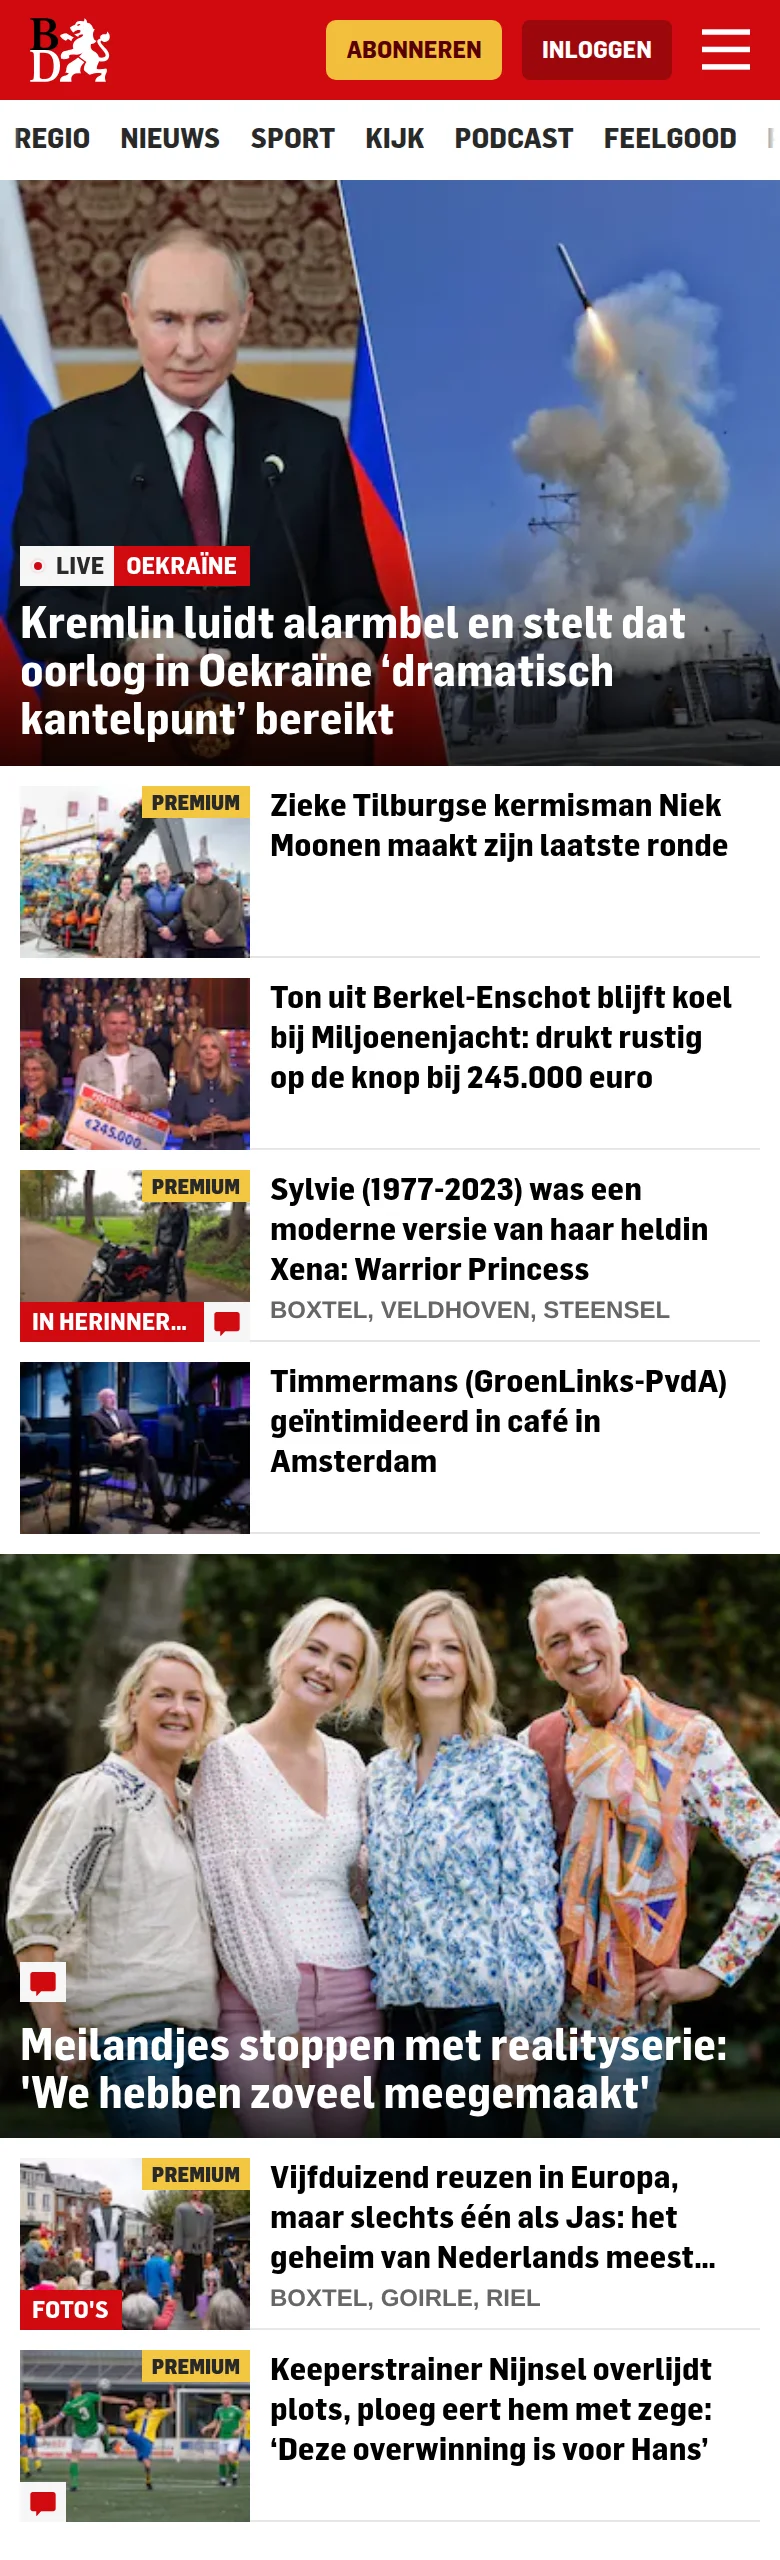 BD
ABONNEREN
INLOGGEN
REGIO NIEUWS SPORT KIJK PODCAST FEELGOOD
LIVE OEKRAÏNE
Kremlin luidt alarmbel en stelt dat
oorlog in Oekraïne ‘dramatisch
kantelpunt’ bereikt
PREMIUM
Zieke Tilburgse kermisman Niek
Moonen maakt zijn laatste ronde
€245.000
Ton uit Berkel-Enschot blijft koel
bij Miljoenenjacht: drukt rustig
op de knop bij 245.000 euro
PREMIUM
IN HERINNER...
Sylvie (1977-2023) was een
moderne versie van haar heldin
Xena: Warrior Princess
BOXTEL, VELDHOVEN, STEENSEL
Timmermans (GroenLinks-PvdA)
geïntimideerd in café in
Amsterdam
Meilandjes stoppen met realityserie:
'We hebben zoveel meegemaakt'
PREMIUM
FOTO'S
Vijfduizend reuzen in Europa,
maar slechts één als Jas: het
geheim van Nederlands meest...
BOXTEL, GOIRLE, RIEL
PREMIUM
3
Keeperstrainer Nijnsel overlijdt
plots, ploeg eert hem met zege:
‘Deze overwinning is voor Hans’